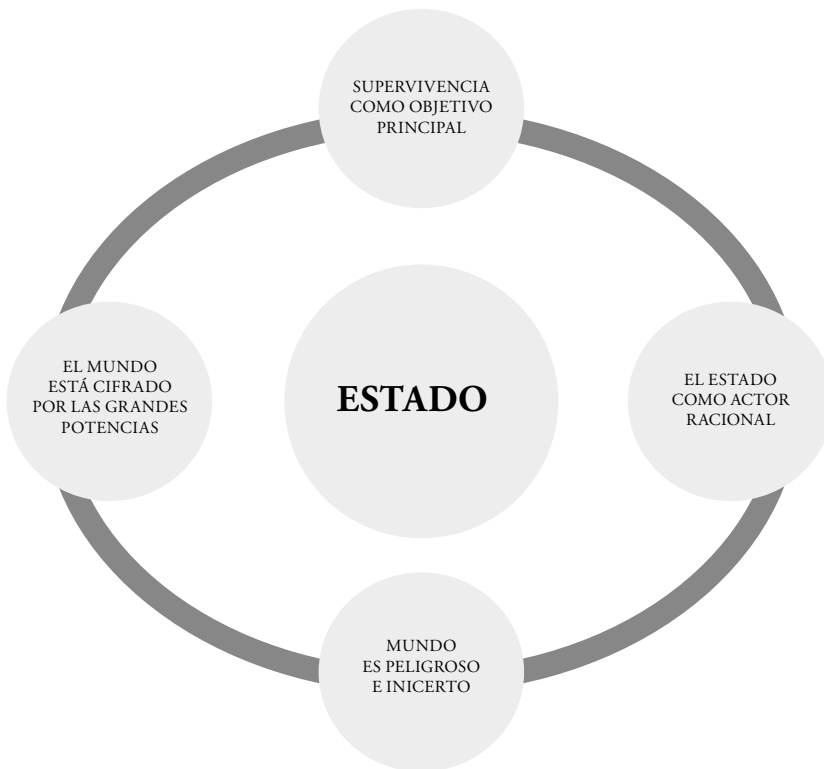 SUPERVIVENCIA
COMO OBJETIVO
PRINCIPAL
EL MUNDO
ESTÁ CIFRADO
POR LAS GRANDES
POTENCIAS
ESTADO
EL ESTADO
COMO ACTOR
RACIONAL
MUNDO
ES PELIGROSO
E INICERTO